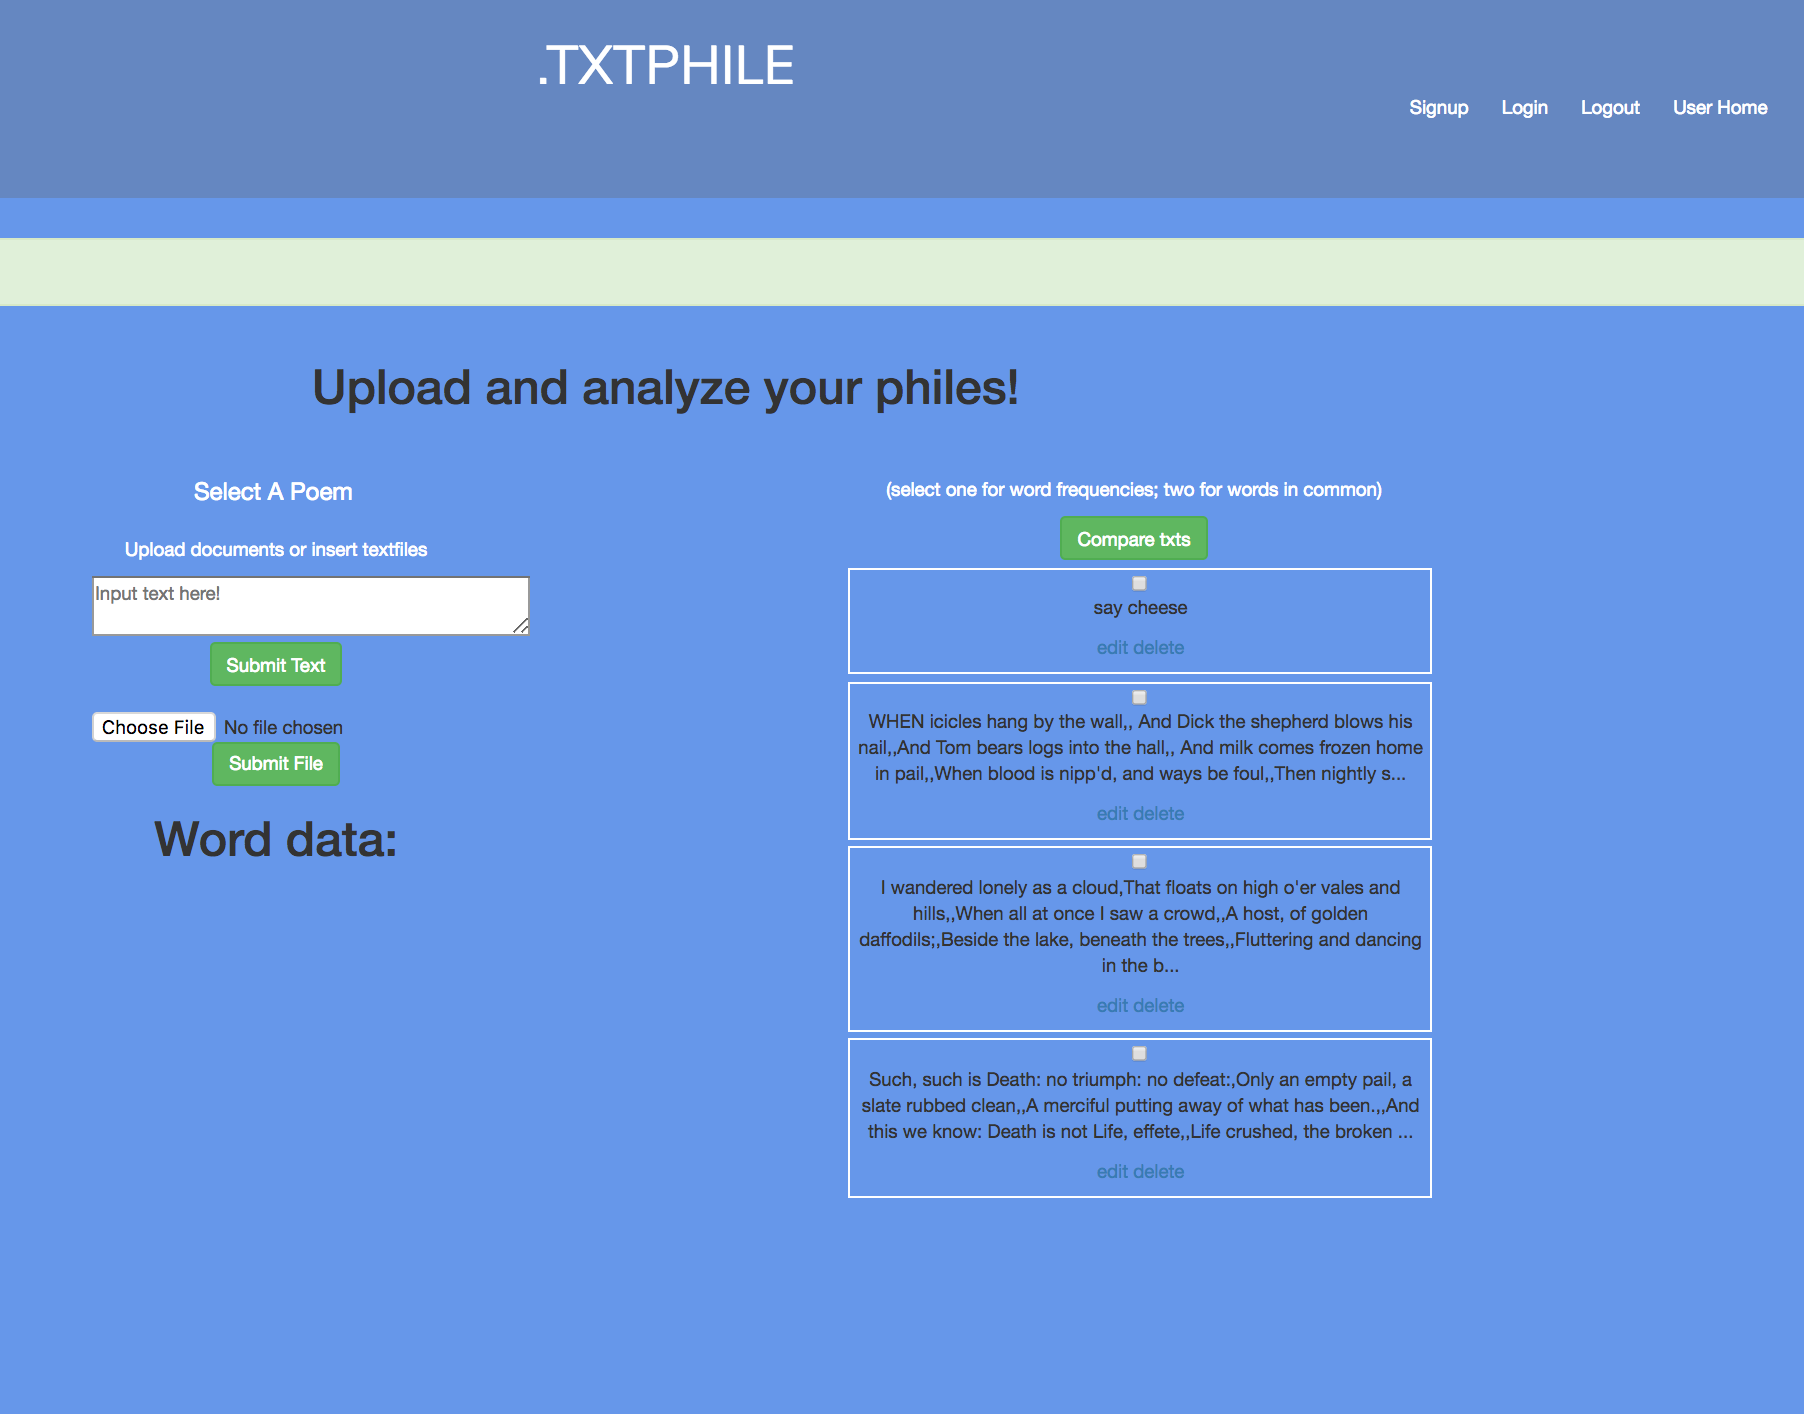 .TXTPHILE
Signup Login Logout User Home
Upload and analyze your philes!
Select A Poem
Upload documents or insert textfiles
Input text here!
Submit Text
Choose File No file chosen
Submit File
Word data:
(select one for word frequencies; two for words in common)
Compare txts
say cheese
edit delete
WHEN icicles hang by the wall,, And Dick the shepherd blows his
nail,,And Tom bears logs into the hall,, And milk comes frozen home
in pail,,When blood is nipp'd, and ways be foul,,Then nightly s...
edit delete
I wandered lonely as a cloud,That floats on high o'er vales and
hills,,When all at once I saw a crowd,,A host, of golden
daffodils;,Beside the lake, beneath the trees,,Fluttering and dancing
in the b...
edit delete
Such, such is Death: no triumph: no defeat:,Only an empty pail, a
slate rubbed clean,,A merciful putting away of what has been.,,And
this we know: Death is not Life, effete,,Life crushed, the broken ...
edit delete